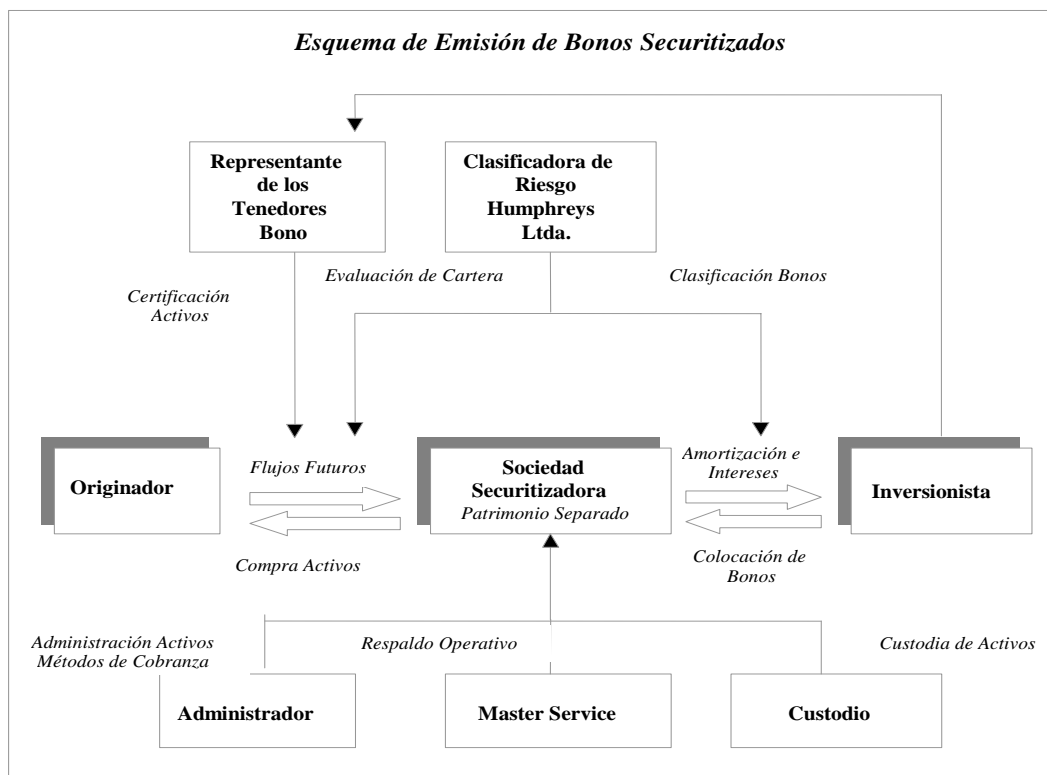 Esquema de Emisión de Bonos Securitizados
Representante
de los
Tenedores
Bono
Clasificadora de
Riesgo
Humphreys
Ltda.
Evaluación de Cartera
Clasificación Bonos
Certificación
Activos
Originador
Flujos Futuros
Compra Activos
Sociedad
Securitizadora
Patrimonio Separado
Amortización e
Intereses
Colocación de
Bonos
Inversionista
Administración Activos
Métodos de Cobranza
Respaldo Operativo
Custodia de Activos
Administrador
Master Service
Custodio